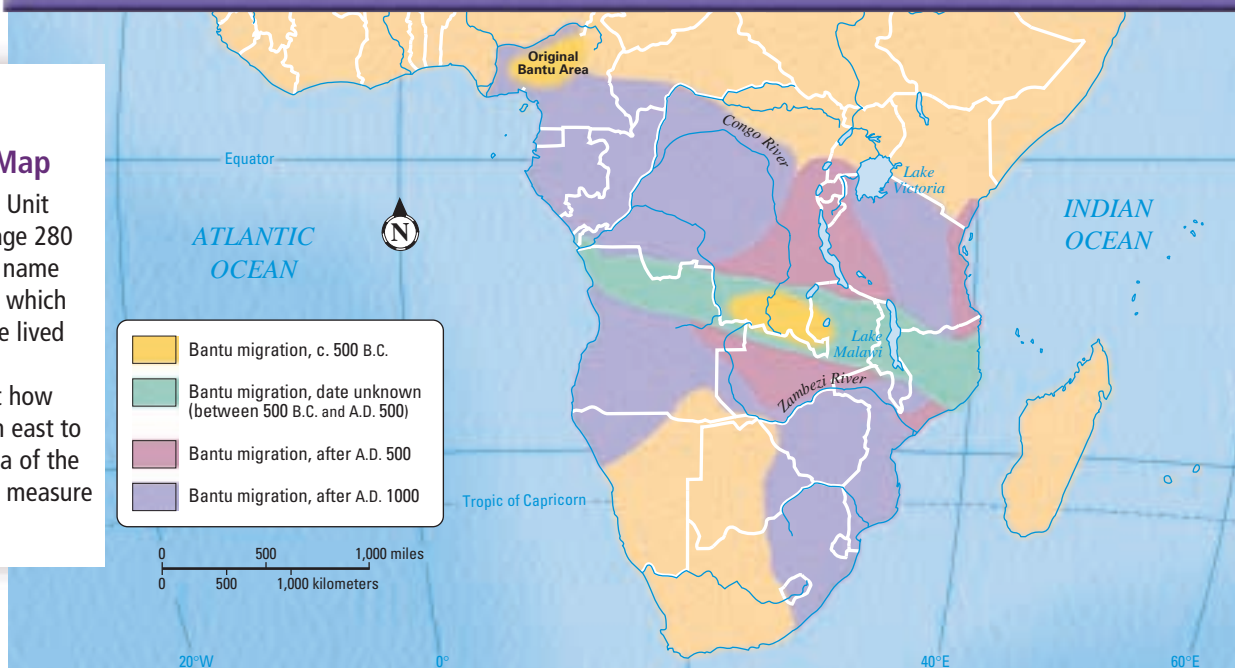 Map
Unit
age 280
name
which
e lived
t how
n east to
a of the
measure
Original
Bantu Area
Congo River
Equator
Lake
Victoria
INDIAN
OCEAN
ATLANTIC
OCEAN
N
Bantu migration, c. 500 B.C.
Bantu migration, date unknown
(between 500 B.C. and A.D. 500)
Bantu migration, after A.D. 500
Bantu migration, after A.D. 1000
Lake
Malawi
Zambezi River
Tropic of Capricorn
0 500 1,000 miles
0 500 1,000 kilometers
20°W 0° 40°E 60°E